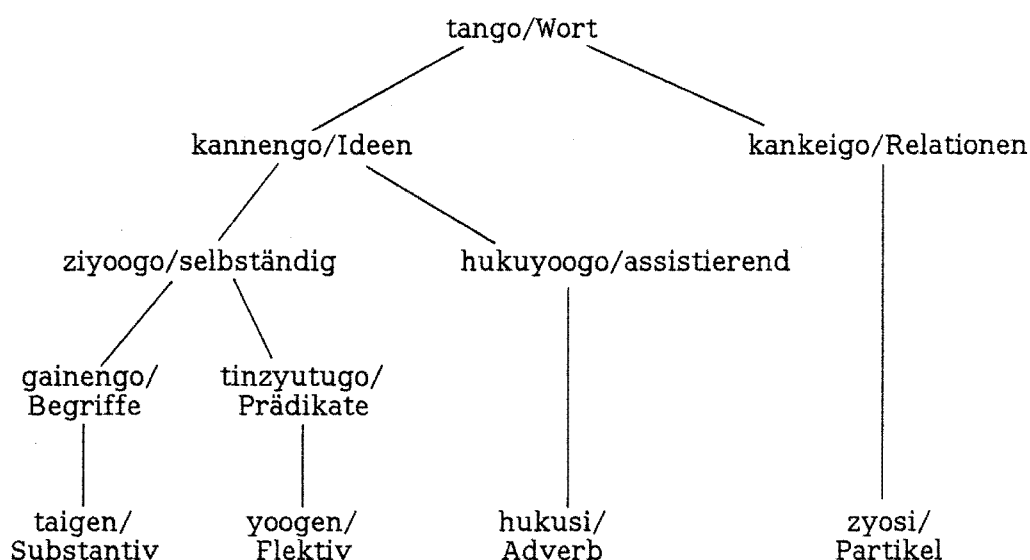 tango/Wort
kannengo/Ideen
kankeigo/Relationen
ziyoogo/selbständig
hukuyoogo/assistierend
gainengo/
Begriffe
tinzyutugo/
Prädikate
taigen/
Substantiv
yoogen/
Flektiv
hukusi/
Adverb
zyosi/
Partikel